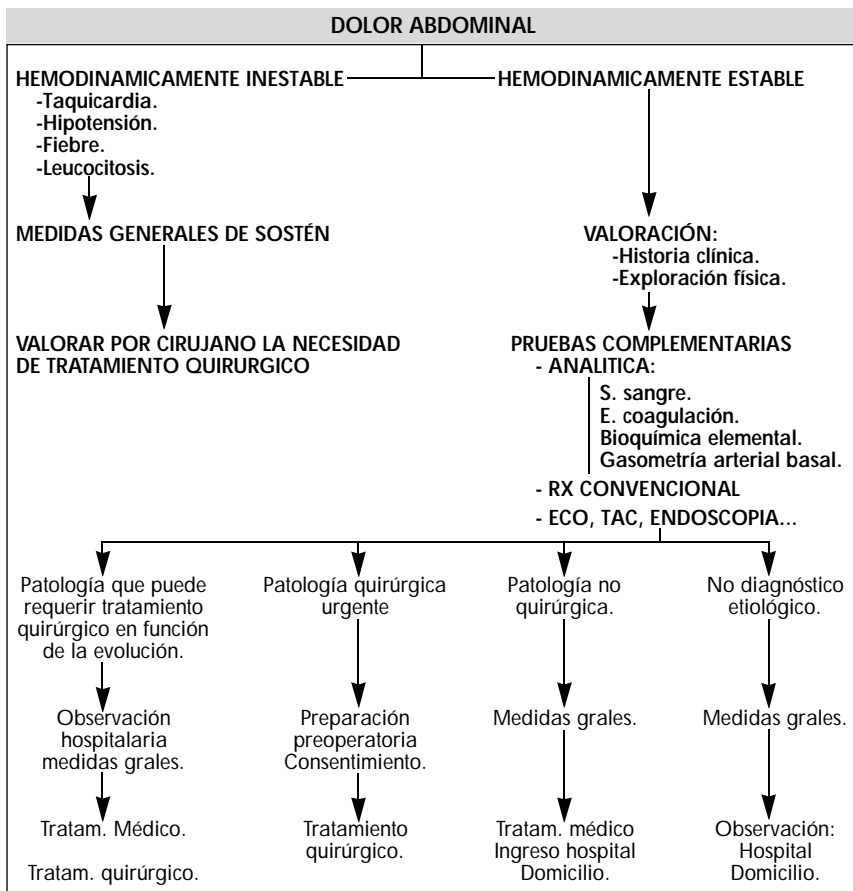 DOLOR ABDOMINAL
HEMODINAMICAMENTE INESTABLE
-Taquicardia.
-Hipotensión.
-Fiebre.
-Leucocitosis.
HEMODINAMICAMENTE ESTABLE
MEDIDAS GENERALES DE SOSTÉN
VALORACIÓN:
-Historia clínica.
-Exploración física.
VALORAR POR CIRUJANO LA NECESIDAD
DE TRATAMIENTO QUIRURGICO
PRUEBAS COMPLEMENTARIAS
- ANALITICA:
S. sangre.
E. coagulación.
Bioquímica elemental.
Gasometría arterial basal.
- RX CONVENCIONAL
- ECO, TAC, ENDOSCOPIA...
Patología que puede
requerir tratamiento
quirúrgico en función
de la evolución.
Observación
hospitalaria
medidas grales.
Tratam. Médico.
Tratam. quirúrgico.
Patología quirúrgica
urgente
Preparación
preoperatoria
Consentimiento.
Tratamiento
quirúrgico.
Patología no
quirúrgica.
Medidas grales.
Tratam. médico
Ingreso hospital
Domicilio.
No diagnóstico
etiológico.
Medidas grales.
Observación:
Hospital
Domicilio.